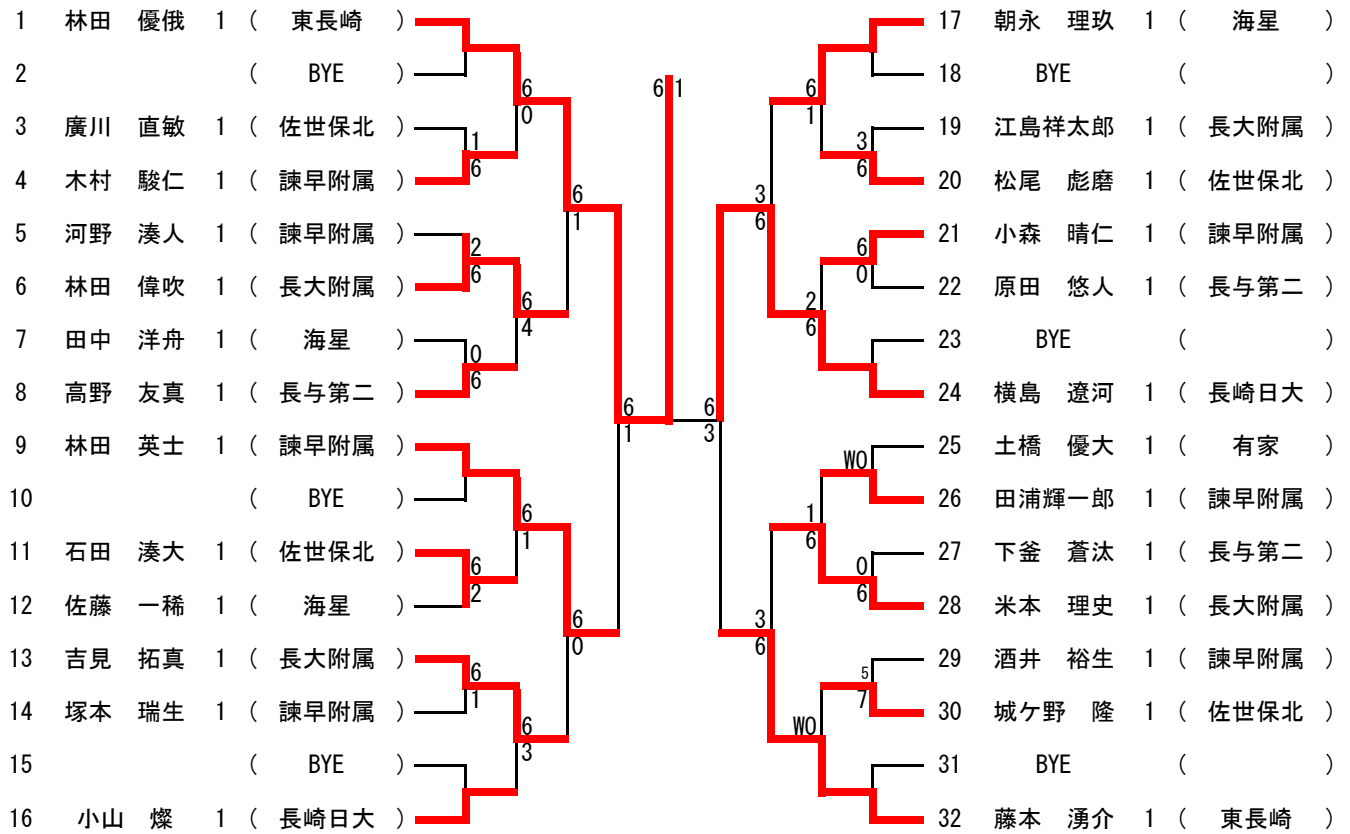 1 林田 優俄 1 ( 東長崎 )
2 ( BYE )
3 廣川 直敏 1 ( 佐世保北 )
4 木村 駿仁 1 ( 諫早附属 )
5 河野 湊人 1 ( 諫早附属 )
6 林田 偉吹 1 ( 長大附属 )
7 田中 洋舟 1 ( 海星 )
8 高野 友真 1 ( 長与第二 )
9 林田 英士 1 ( 諫早附属 )
10 ( BYE )
11 石田 湊大 1 ( 佐世保北 )
12 佐藤 一稀 1 ( 海星 )
13 吉見 拓真 1 ( 長大附属 )
14 塚本 瑞生 1 ( 諫早附属 )
15 ( BYE )
16 小山 燦 1 ( 長崎日大 )
1
6
2
6
0
6
6
2
6
1
6
0
6
4
6
1
6
3
6
1
6
0
6
1
6 1
6
3
3
6
3
6
6
1
2
6
1
6
WO
3
6
6
0
WO
0
6
5
7
17 朝永 理玖 1 ( 海星 )
18 BYE ( )
19 江島祥太郎 1 ( 長大附属 )
20 松尾 彪磨 1 ( 佐世保北 )
21 小森 晴仁 1 ( 諫早附属 )
22 原田 悠人 1 ( 長与第二 )
23 BYE ( )
24 横島 遼河 1 ( 長崎日大 )
25 土橋 優大 1 ( 有家 )
26 田浦輝一郎 1 ( 諫早附属 )
27 下釜 蒼汰 1 ( 長与第二 )
28 米本 理史 1 ( 長大附属 )
29 酒井 裕生 1 ( 諫早附属 )
30 城ケ野 隆 1 ( 佐世保北 )
31 BYE ( )
32 藤本 湧介 1 ( 東長崎 )